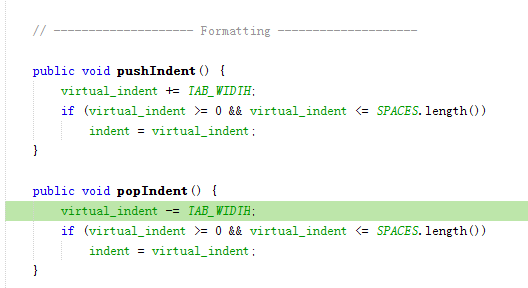 // -------------------- Formatting --------------------
public void pushIndent() {
virtual_indent += TAB_WIDTH;
if (virtual_indent >= 0 && virtual_indent <= SPACES.length())
indent = virtual_indent;
}
public void popIndent() {
virtual_indent -= TAB_WIDTH;
if (virtual_indent >= 0 && virtual_indent <= SPACES.length())
indent = virtual_indent;
}